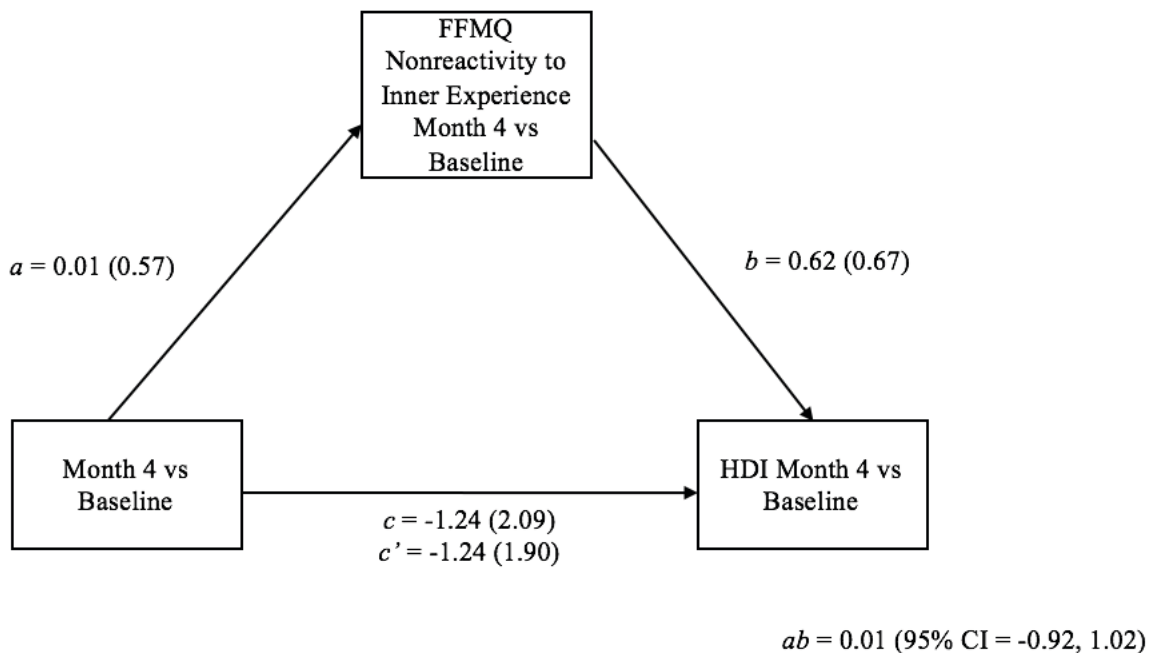 FFMQ
Nonreactivity to
Inner Experience
Month 4 vs
Baseline
a = 0.01 (0.57)
b = 0.62 (0.67)
Month 4 vs
Baseline
HDI Month 4 vs
Baseline
c = -1.24 (2.09)
c’ = -1.24 (1.90)
ab = 0.01 (95% CI = -0.92, 1.02)